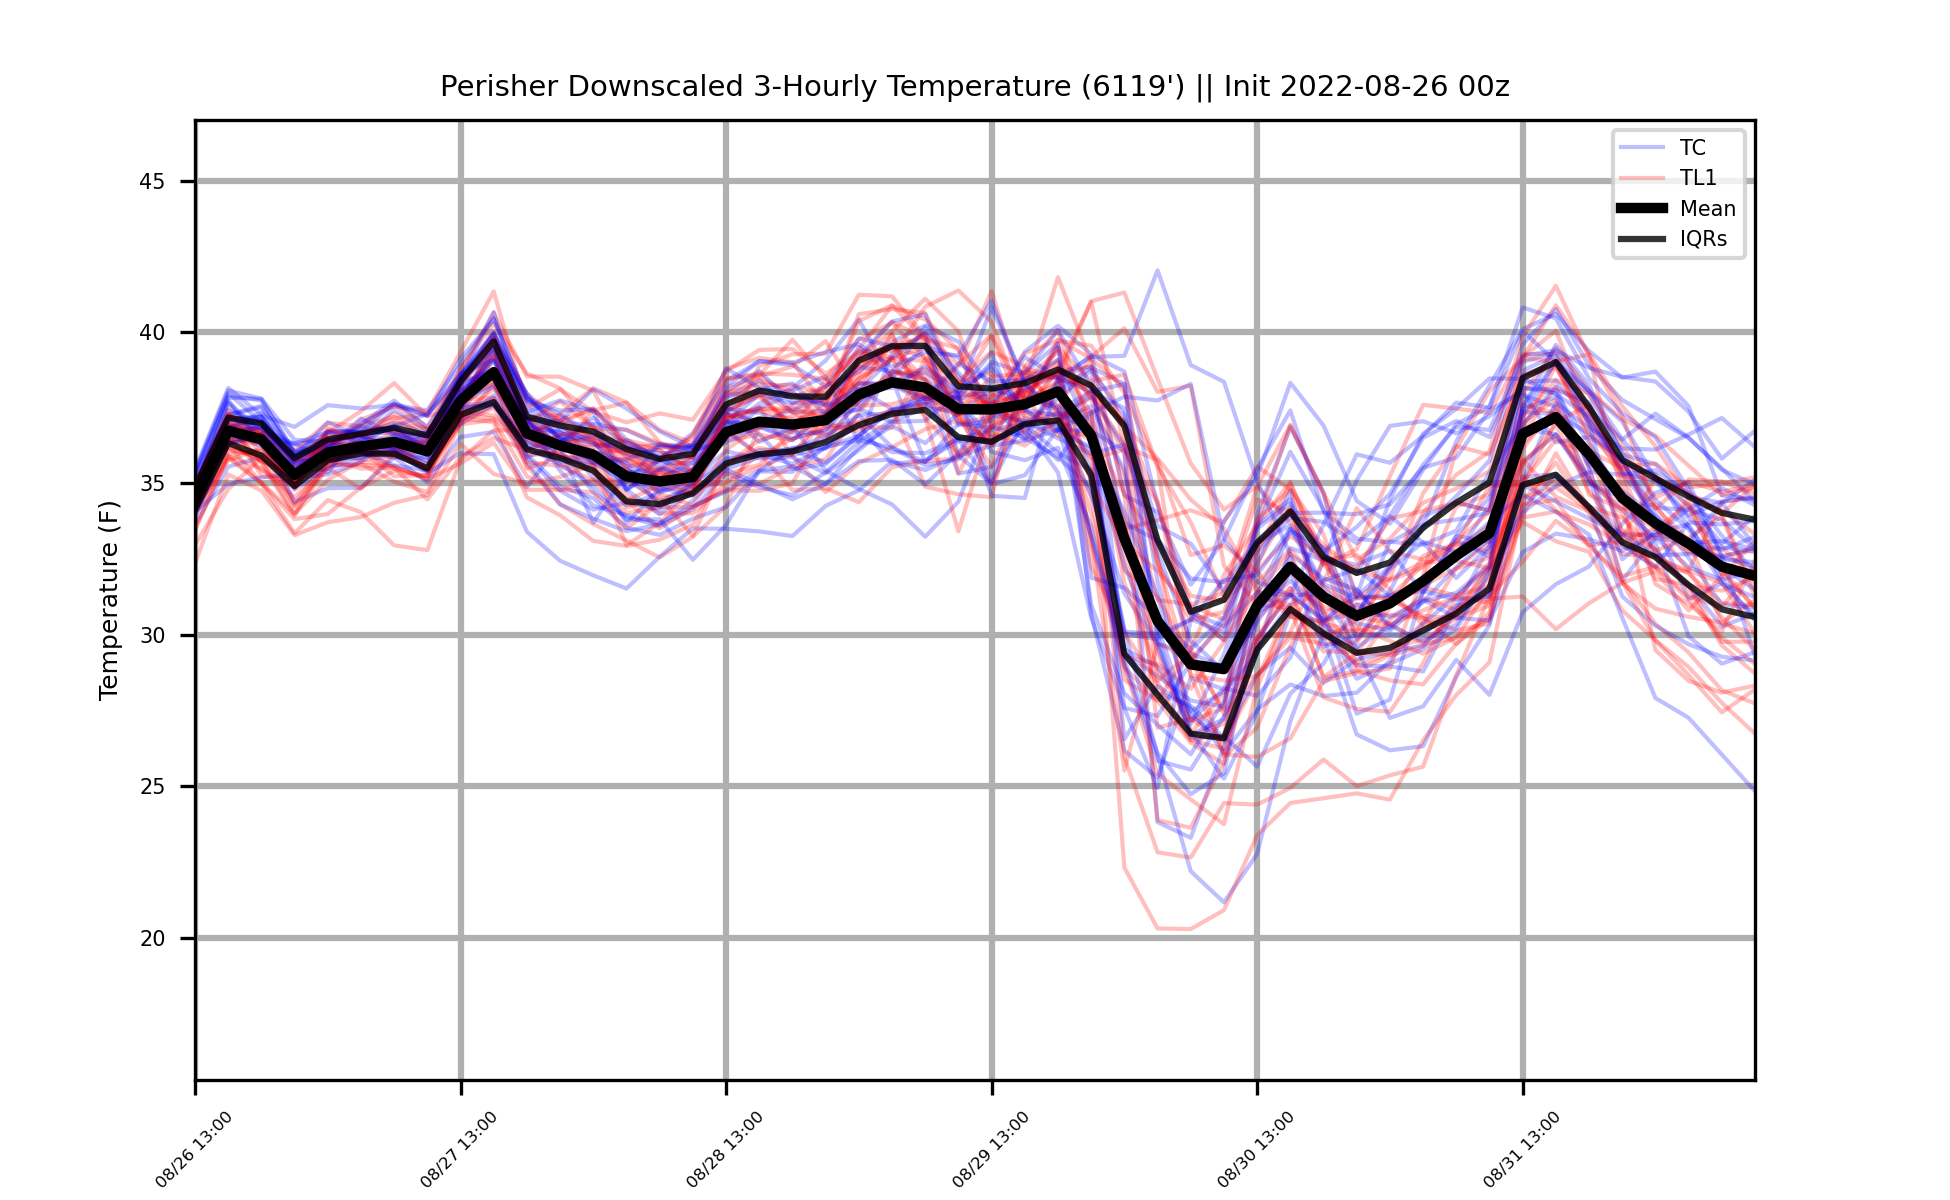 Perisher Downscaled 3-Hourly Temperature (6119') || Init 2022-08-26 00z
TC
TL1
Mean
IQRs
Temperature (F)
45
40
35
30
25
20
08/26 13:00
08/27 13:00
08/28 13:00
08/29 13:00
08/30 13:00
08/31 13:00